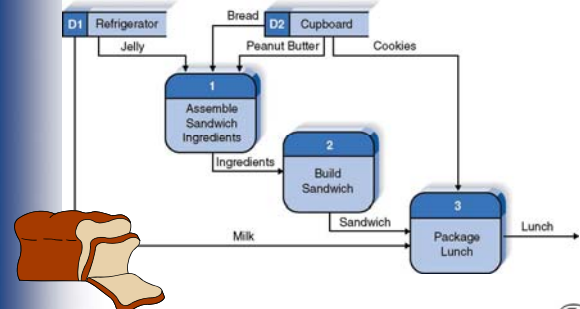 D1 Refrigerator
Bread
D2 Cupboard
Jelly
Peanut Butter
Cookies
1
Assemble
Sandwich
Ingredients
Ingredients
2
Build
Sandwich
Sandwich
3
Package
Lunch
Milk
Lunch